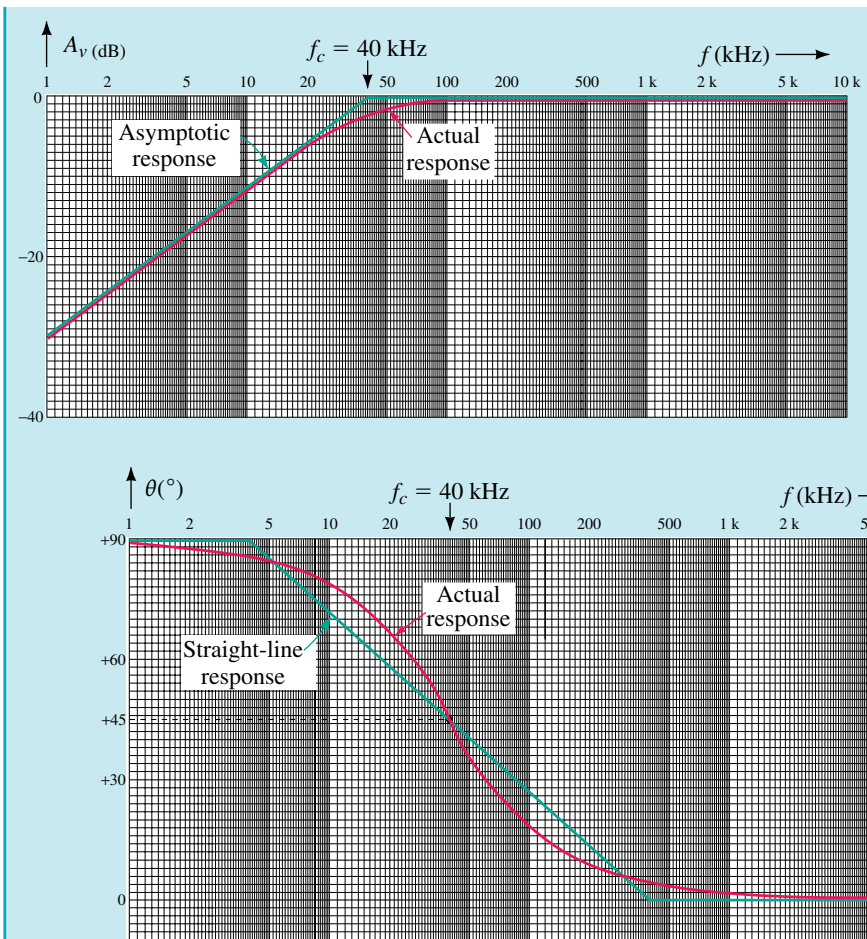 A_v (dB)
f_c = 40 kHz
f (kHz)
1 2 5 10 20 50 100 200 500 1 k 2 k 5 k 10 k
0
Asymptotic
response
Actual
response
–20
–40
θ(°)
f_c = 40 kHz
f (kHz)
1 2 5 10 20 50 100 200 500 1 k 2 k 5
+90
Actual
response
Straight-line
response
+60
+45
+30
0